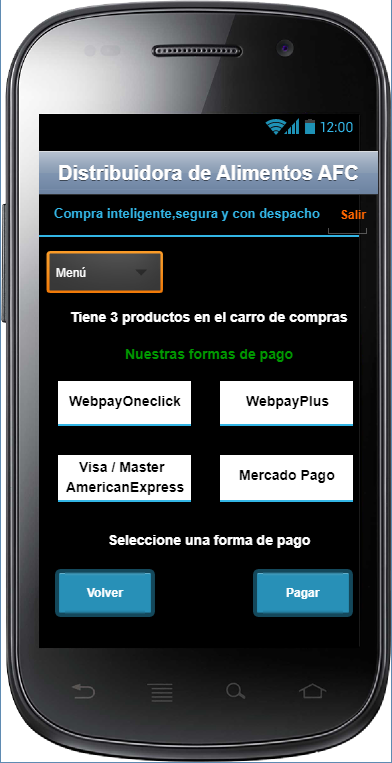 12:00
Distribuidora de Alimentos AFC
Compra inteligente,segura y con despacho
Salir
Menú
Tiene 3 productos en el carro de compras
Nuestras formas de pago
WebpayOneclick
WebpayPlus
Visa / Master
AmericanExpress
Mercado Pago
Seleccione una forma de pago
Volver
Pagar